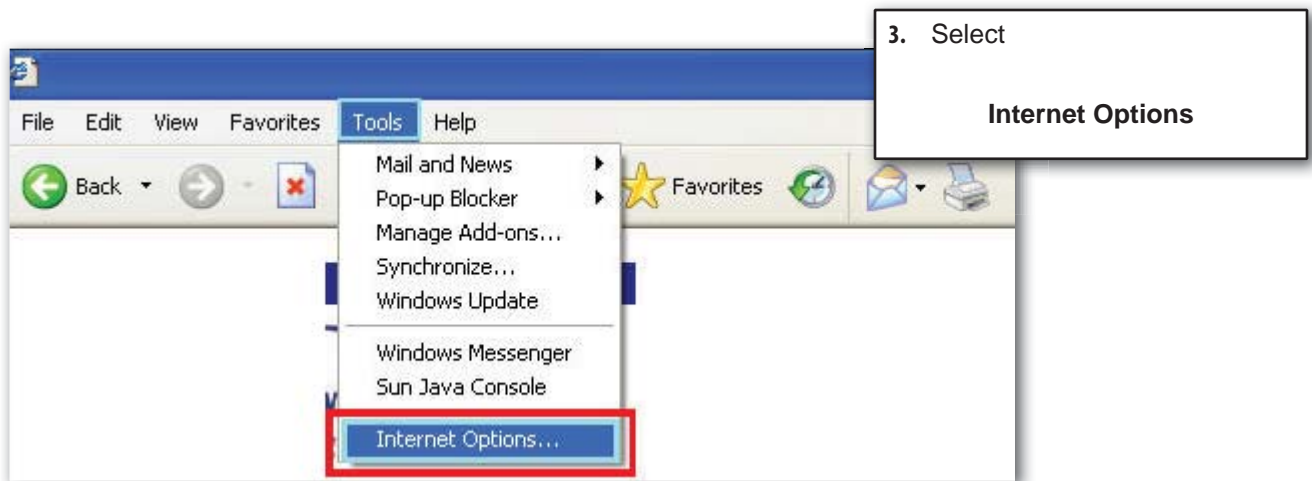 3. Select
Internet Options
File Edit View Favorites Tools Help
Back Favorites
Mail and News
Pop-up Blocker
Manage Add-ons...
Synchronize...
Windows Update
Windows Messenger
Sun Java Console
Internet Options...